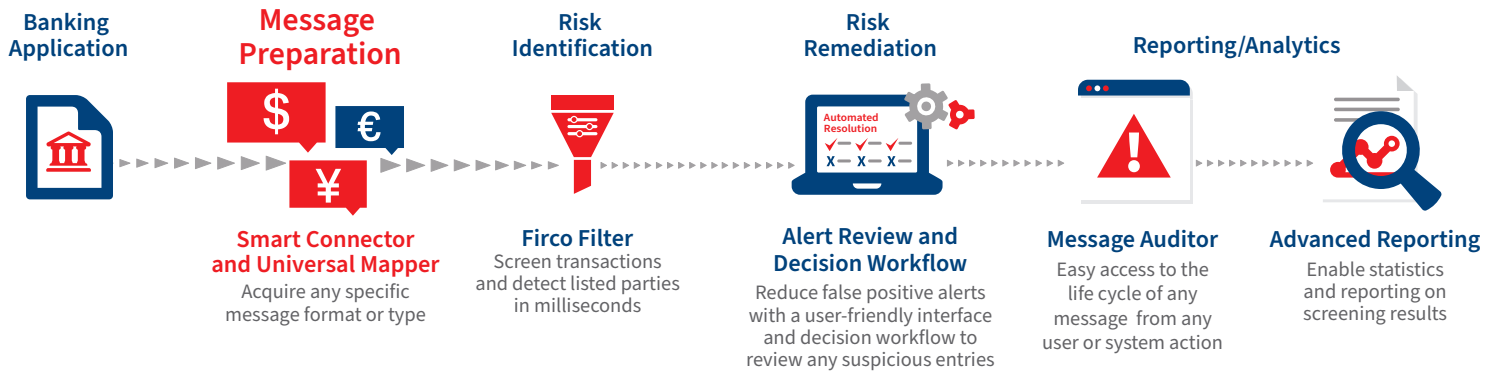 Banking
Application
Message
Preparation
Risk
Identification
Risk
Remediation
Reporting/Analytics
$
€
¥
Automated
Resolution
X
X
X
Smart Connector
and Universal Mapper
Acquire any specific
message format or type
Firco Filter
Screen transactions
and detect listed parties
in milliseconds
Alert Review and
Decision Workflow
Reduce false positive alerts
with a user-friendly interface
and decision workflow to
review any suspicious entries
Message Auditor
Easy access to the
life cycle of any
message from any
user or system action
Advanced Reporting
Enable statistics
and reporting on
screening results